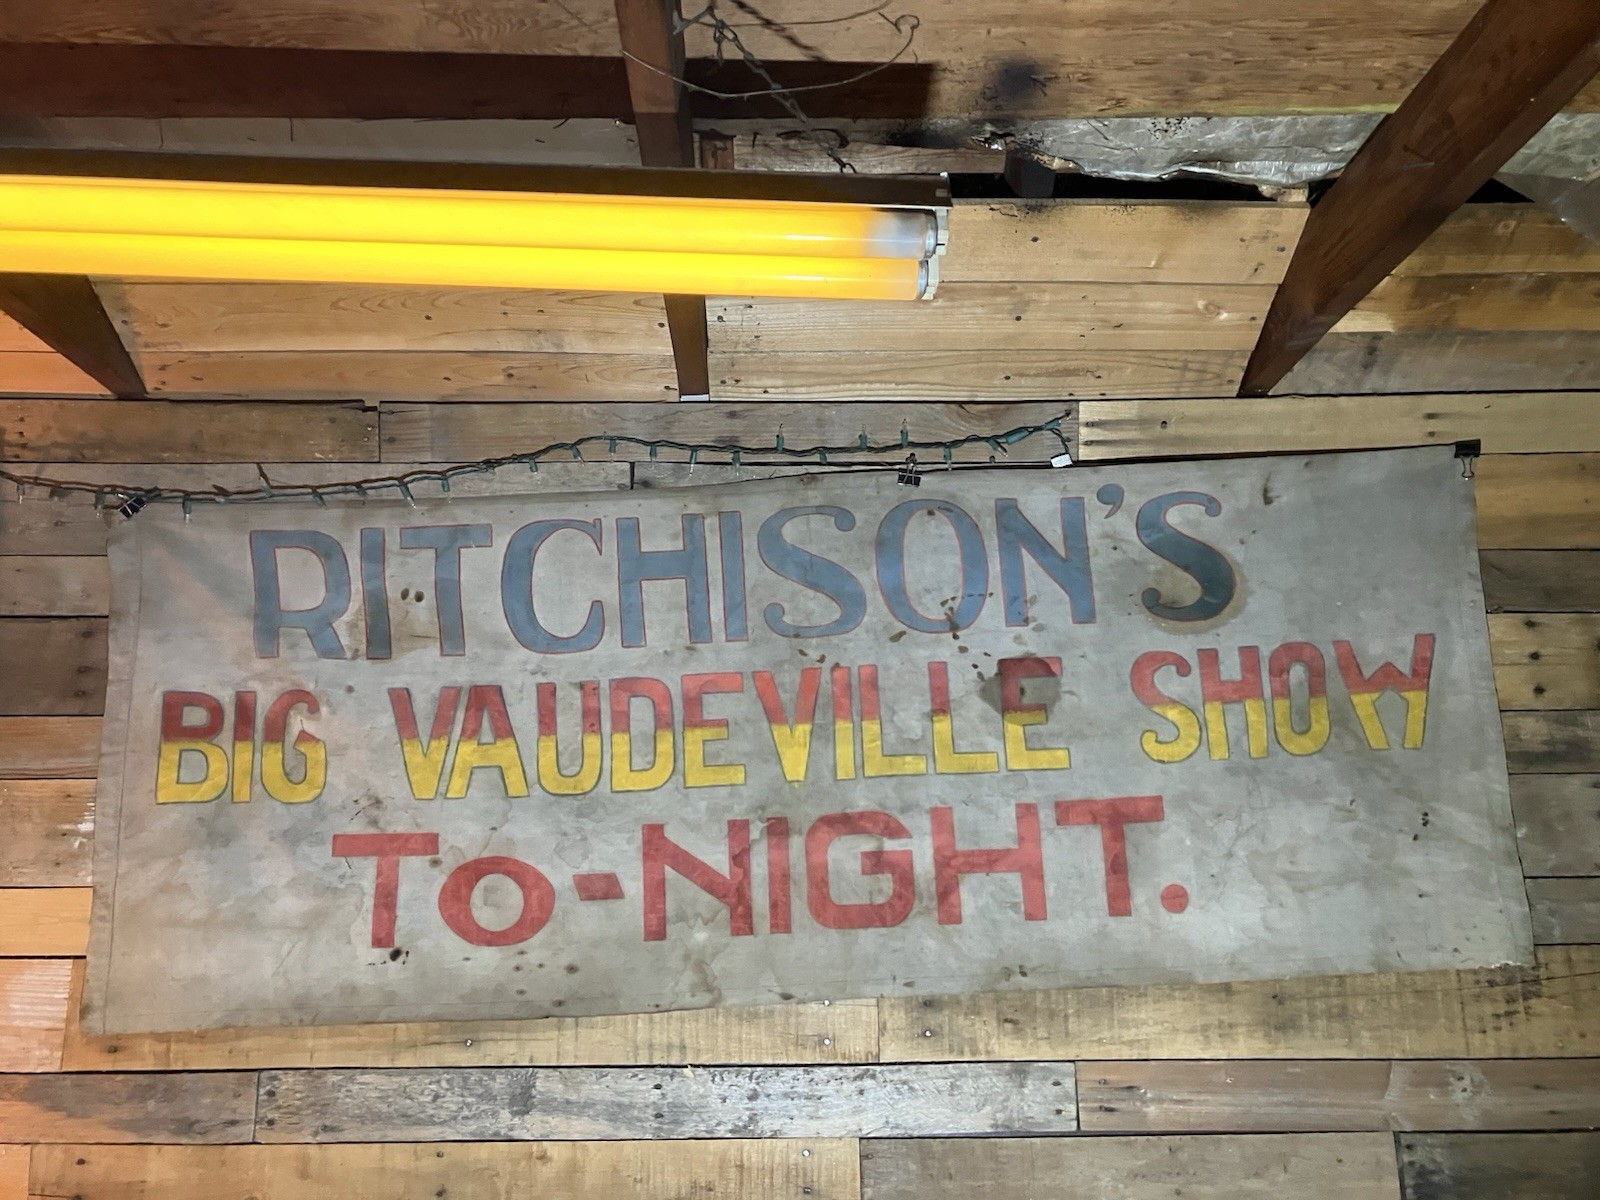 RITCHISON'S
BIG VAUDEVILLE SHOW
TO-NIGHT.